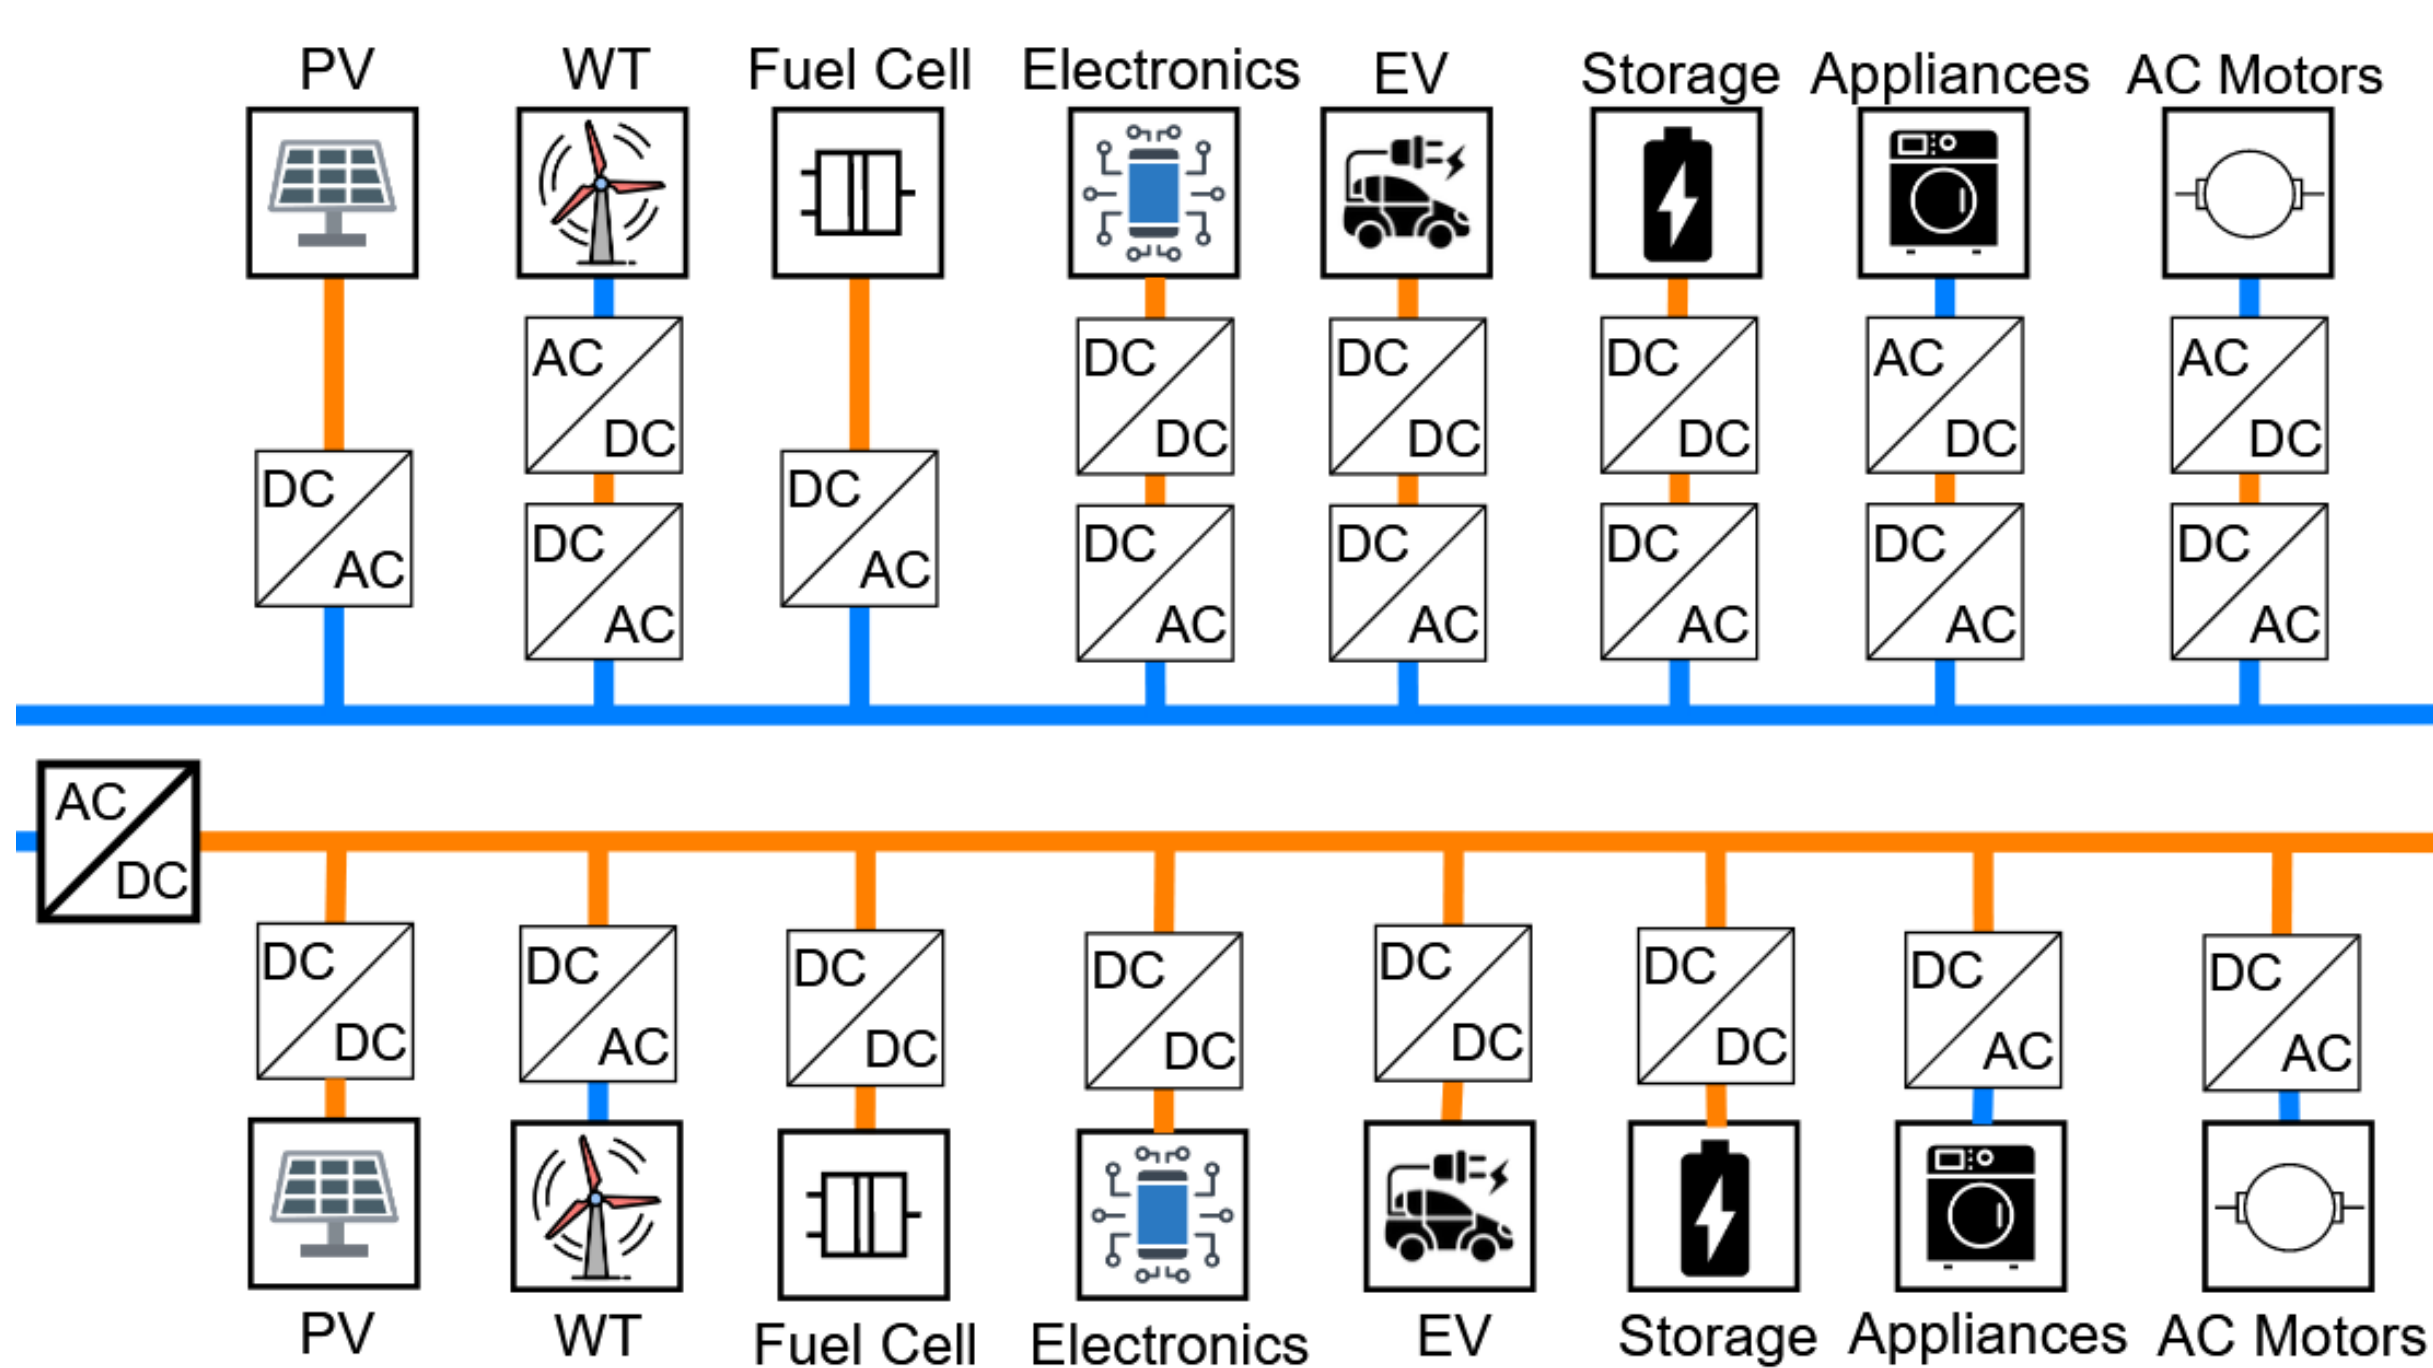 PV WT Fuel Cell Electronics EV Storage Appliances AC Motors
AC DC DC DC AC AC
DC DC DC DC DC DC
DC DC
AC AC
DC DC DC DC DC DC
AC AC AC AC AC AC
AC
DC
DC DC DC DC DC DC DC DC
DC AC DC DC DC DC AC AC
PV WT Fuel Cell Electronics EV Storage Appliances AC Motors